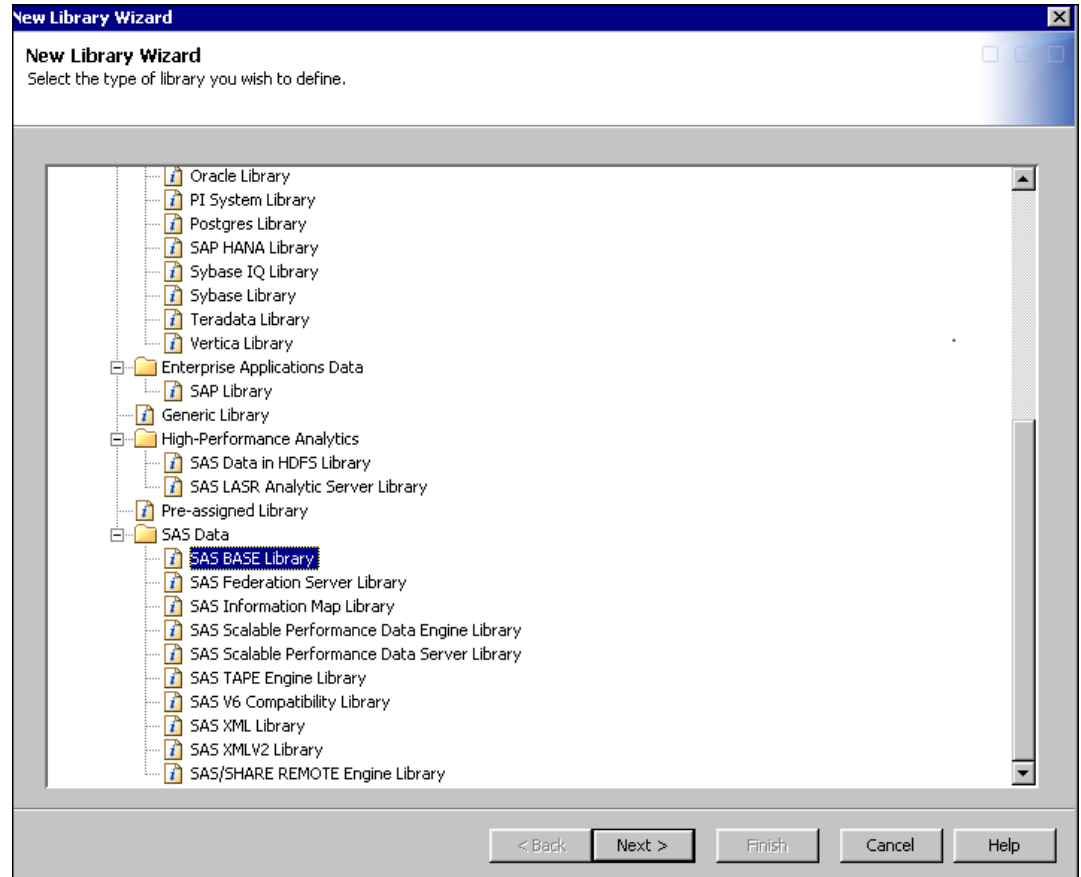 New Library Wizard
New Library Wizard
Select the type of library you wish to define.
Oracle Library
PI System Library
Postgres Library
SAP HANA Library
Sybase IQ Library
Sybase Library
Teradata Library
Vertica Library
Enterprise Applications Data
SAP Library
Generic Library
High-Performance Analytics
SAS Data in HDFS Library
SAS LASR Analytic Server Library
Pre-assigned Library
SAS Data
SAS BASE Library
SAS Federation Server Library
SAS Information Map Library
SAS Scalable Performance Data Engine Library
SAS Scalable Performance Data Server Library
SAS TAPE Engine Library
SAS V6 Compatibility Library
SAS XML Library
SAS XMLV2 Library
SAS/SHARE REMOTE Engine Library
< Back Next > Finish Cancel Help